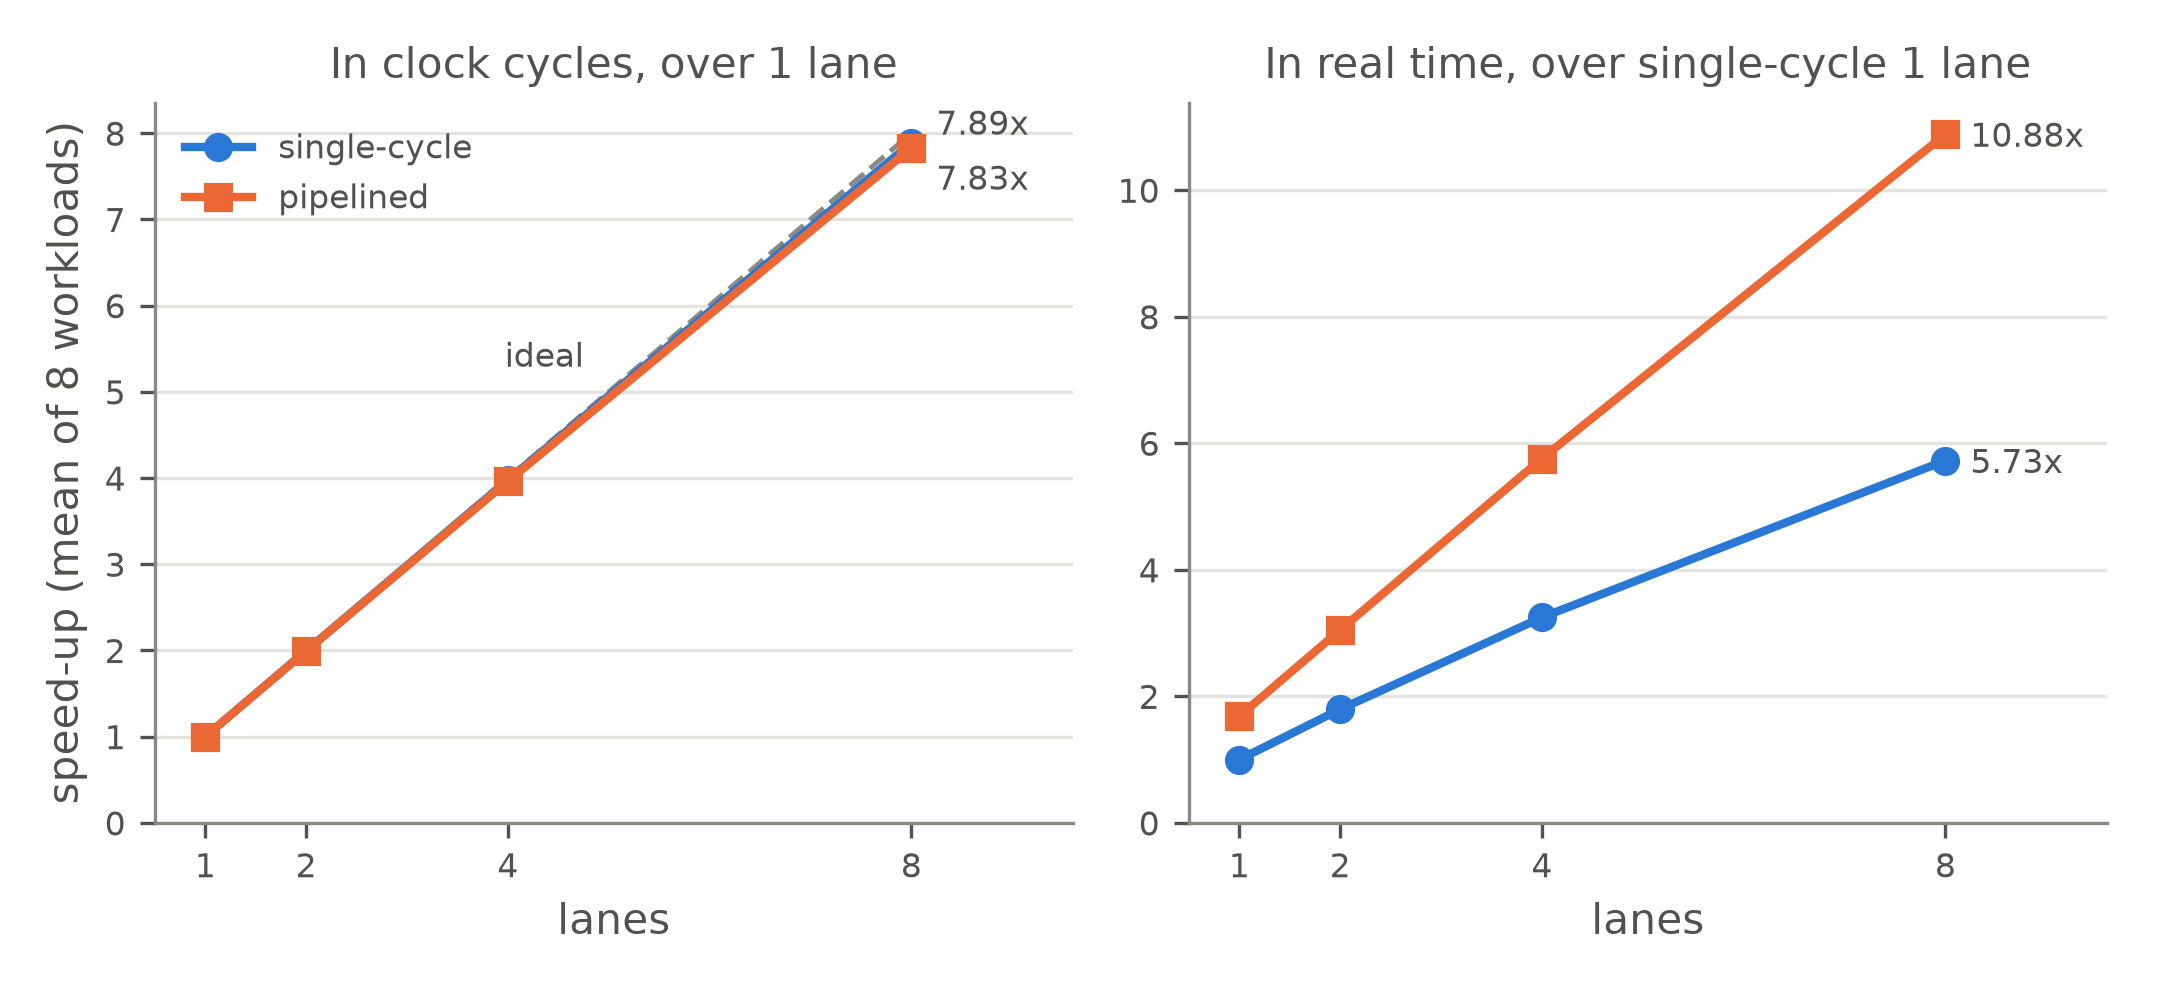 In clock cycles, over 1 lane
speed-up (mean of 8 workloads)
8
7
6
5
4
3
2
1
0
single-cycle
pipelined
ideal
7.89x
7.83x
1 2 4 8
lanes
In real time, over single-cycle 1 lane
10
8
6
4
2
0
10.88x
5.73x
1 2 4 8
lanes